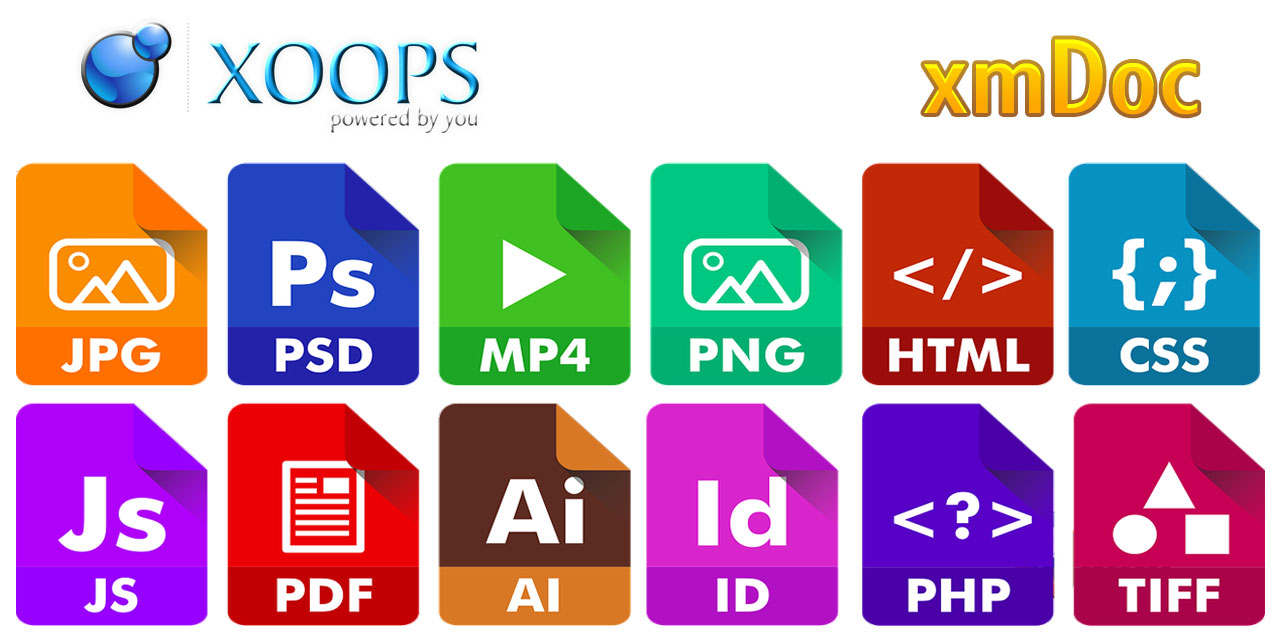 XOOPS
powered by you
xmDoc
JPG
Ps
PSD
MP4
PNG
</>
HTML
{;}
CSS
Js
JS
PDF
Ai
AI
Id
ID
<?>
PHP
TIFF